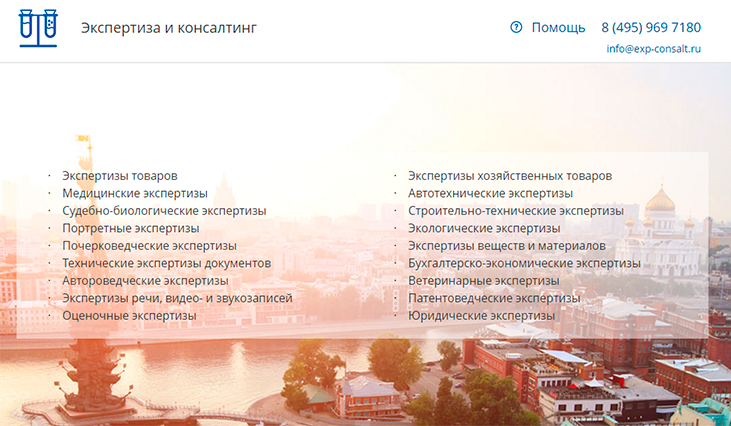 Экспертиза и консалтинг
Помощь 8 (495) 969 7180
info@exp-consalt.ru
· Экспертизы товаров
· Медицинские экспертизы
· Судебно-биологические экспертизы
· Портретные экспертизы
· Почерковедческие экспертизы
· Технические экспертизы документов
· Автороведческие экспертизы
· Экспертизы речи, видео- и звукозаписей
· Оценочные экспертизы
· Экспертизы хозяйственных товаров
· Автотехнические экспертизы
· Строительно-технические экспертизы
· Экологические экспертизы
· Экспертизы веществ и материалов
· Бухгалтерско-экономические экспертизы
· Ветеринарные экспертизы
· Патентоведческие экспертизы
· Юридические экспертизы